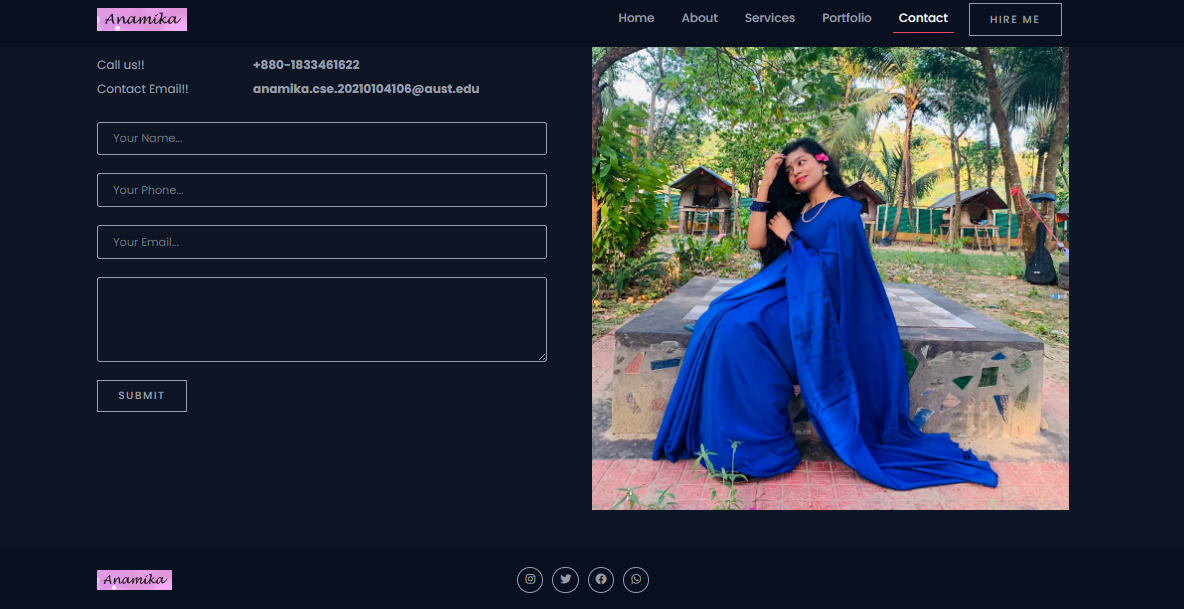 Anamika
Home About Services Portfolio Contact HIRE ME
Call us!! +880-1833461622
Contact Email!! anamika.cse.20210104106@aust.edu
Your Name...
Your Phone...
Your Email...
SUBMIT
Anamika